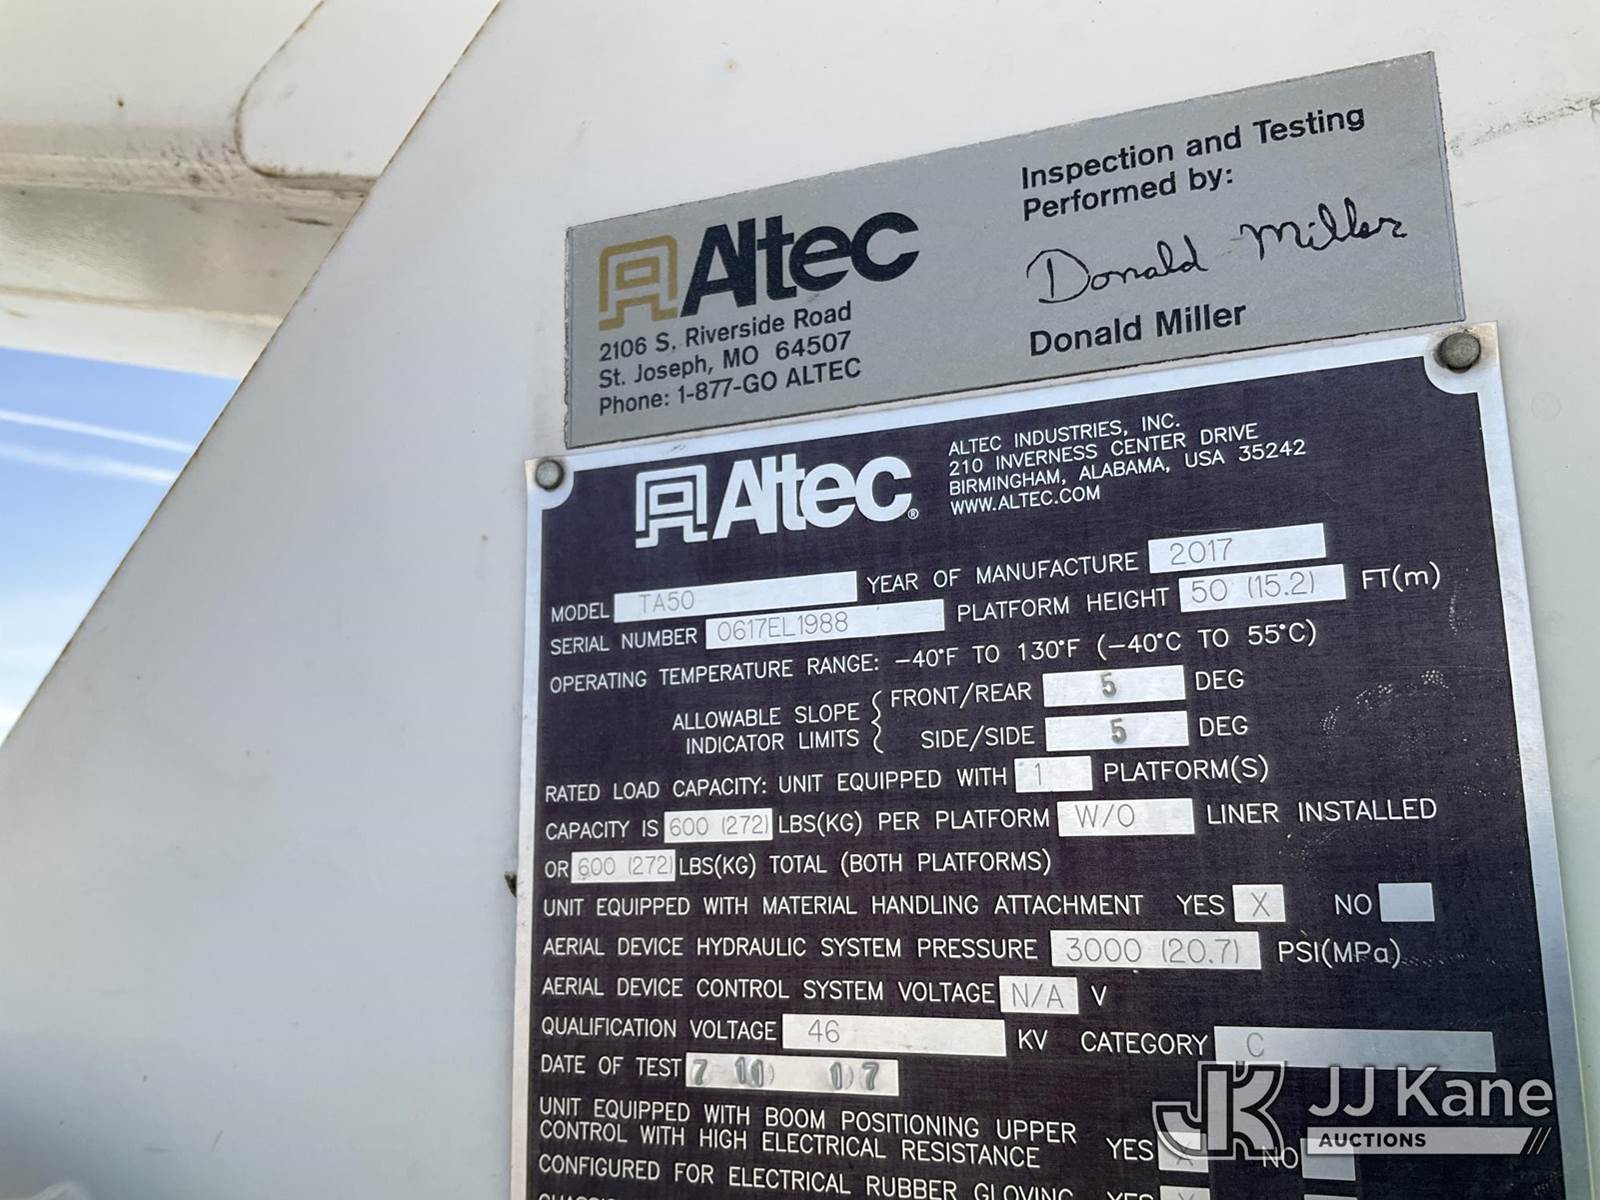 Altec
2106 S. Riverside Road
St. Joseph, MO 64507
Phone: 1-877-GO ALTEC
Inspection and Testing
Performed by:
Donald Miller
Donald Miller
Altec®
ALTEC INDUSTRIES, INC.
210 INVERNESS CENTER DRIVE
BIRMINGHAM, ALABAMA, USA 35242
WWW.ALTEC.COM
MODEL TA50 YEAR OF MANUFACTURE 2017
SERIAL NUMBER 0617EL1988 PLATFORM HEIGHT 50 (15.2) FT(m)
OPERATING TEMPERATURE RANGE: –40°F TO 130°F (–40°C TO 55°C)
ALLOWABLE SLOPE INDICATOR LIMITS { FRONT/REAR 5 DEG
SIDE/SIDE 5 DEG
RATED LOAD CAPACITY: UNIT EQUIPPED WITH 1 PLATFORM(S)
CAPACITY IS 600 (272) LBS(KG) PER PLATFORM W/O LINER INSTALLED
OR 600 (272) LBS(KG) TOTAL (BOTH PLATFORMS)
UNIT EQUIPPED WITH MATERIAL HANDLING ATTACHMENT YES X NO
AERIAL DEVICE HYDRAULIC SYSTEM PRESSURE 3000 (20.7) PSI(MPa)
AERIAL DEVICE CONTROL SYSTEM VOLTAGE N/A V
QUALIFICATION VOLTAGE 46 KV CATEGORY C
DATE OF TEST 7 10 17
UNIT EQUIPPED WITH BOOM POSITIONING UPPER
CONTROL WITH HIGH ELECTRICAL RESISTANCE YES X NO
CONFIGURED FOR ELECTRICAL RUBBER GLOVING YES X
JK JJ Kane
AUCTIONS